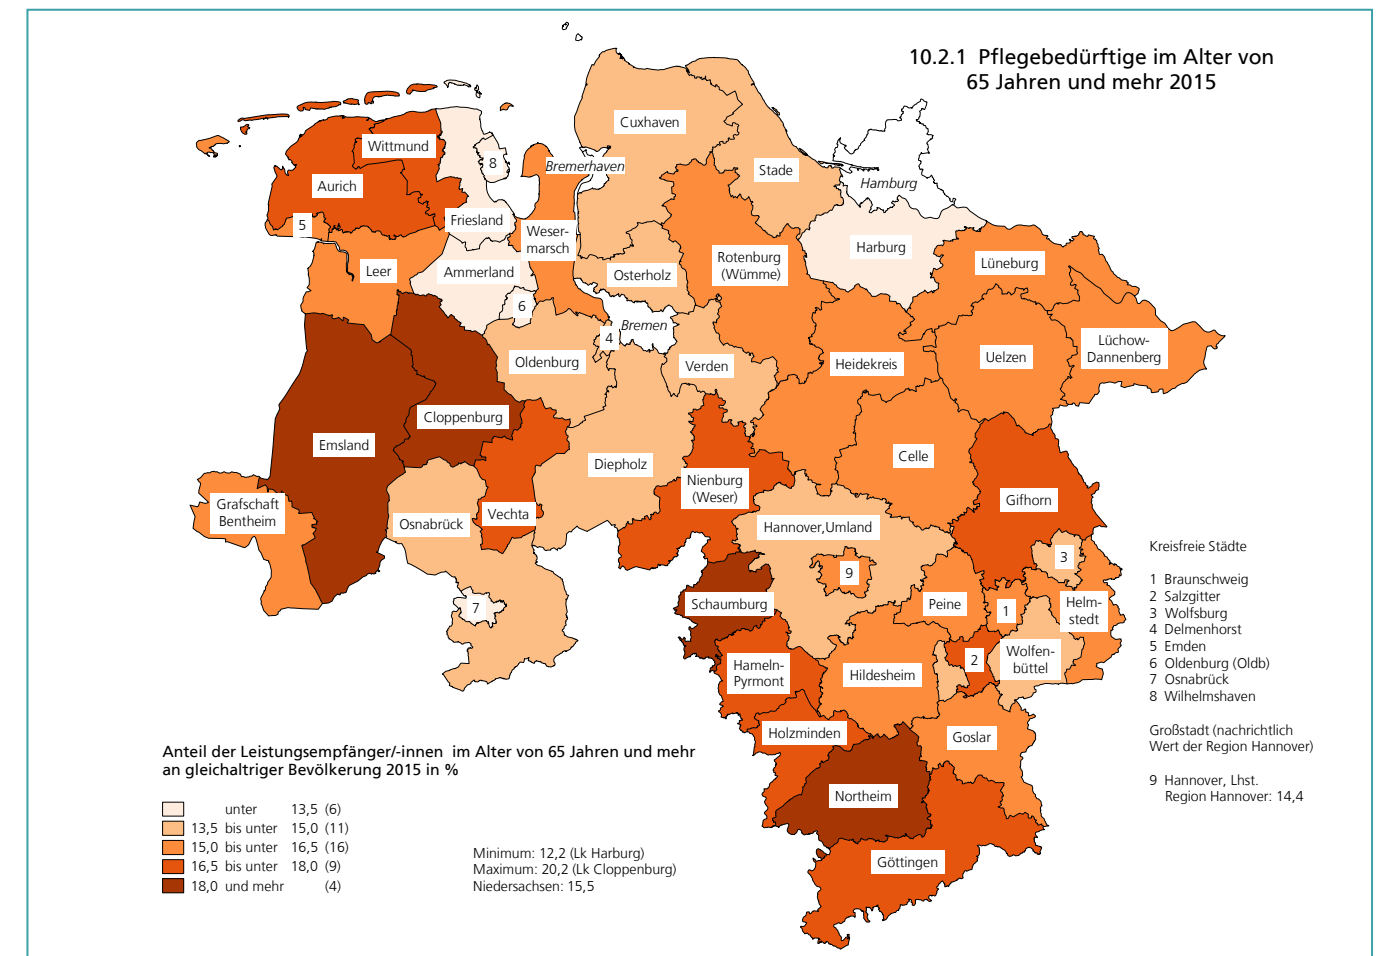 10.2.1 Pflegebedürftige im Alter von
65 Jahren und mehr 2015
Cuxhaven
Wittmund
8
Bremerhaven
Stade
Aurich
Hamburg
Friesland
5
Weser-
marsch
Harburg
Leer
Ammerland
Osterholz
Rotenburg
(Wümme)
Lüneburg
6
Bremen
4
Oldenburg
Verden
Heidekreis
Uelzen
Lüchow-
Dannenberg
Cloppenburg
Emsland
Diepholz
Celle
Nienburg
(Weser)
Gifhorn
Grafschaft
Bentheim
Osnabrück
Vechta
Hannover,Umland
3
9
7
Schaumburg
Peine
1
Helm-
stedt
Hameln-
Pyrmont
Hildesheim
2
Wolfen-
büttel
Holzminden
Goslar
Northeim
Göttingen
Kreisfreie Städte
1 Braunschweig
2 Salzgitter
3 Wolfsburg
4 Delmenhorst
5 Emden
6 Oldenburg (Oldb)
7 Osnabrück
8 Wilhelmshaven
Großstadt (nachrichtlich
Wert der Region Hannover)
9 Hannover, Lhst.
Region Hannover: 14,4
Anteil der Leistungsempfänger/-innen im Alter von 65 Jahren und mehr
an gleichaltriger Bevölkerung 2015 in %
unter 13,5 (6)
13,5 bis unter 15,0 (11)
15,0 bis unter 16,5 (16)
16,5 bis unter 18,0 (9)
18,0 und mehr (4)
Minimum: 12,2 (Lk Harburg)
Maximum: 20,2 (Lk Cloppenburg)
Niedersachsen: 15,5